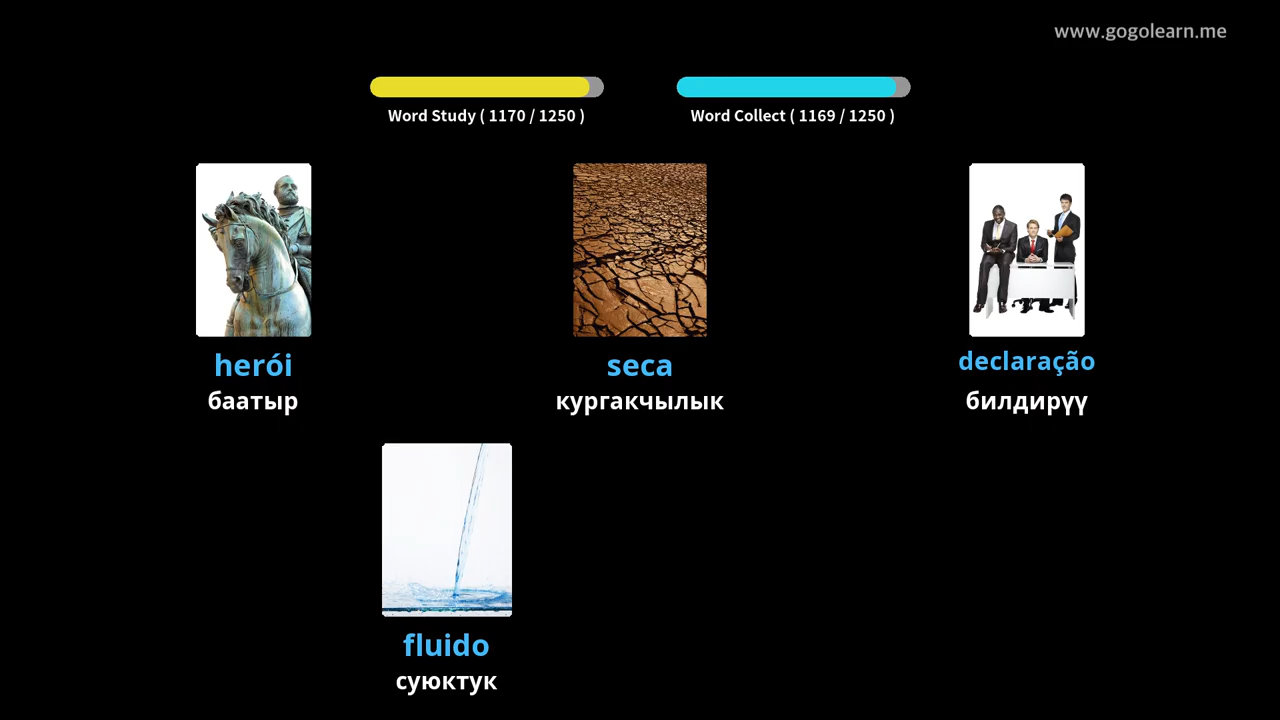 www.gogolearn.me
Word Study ( 1170 / 1250 )
Word Collect ( 1169 / 1250 )
herói
баатыр
seca
кургакчылык
declaração
билдирүү
fluido
суюктук